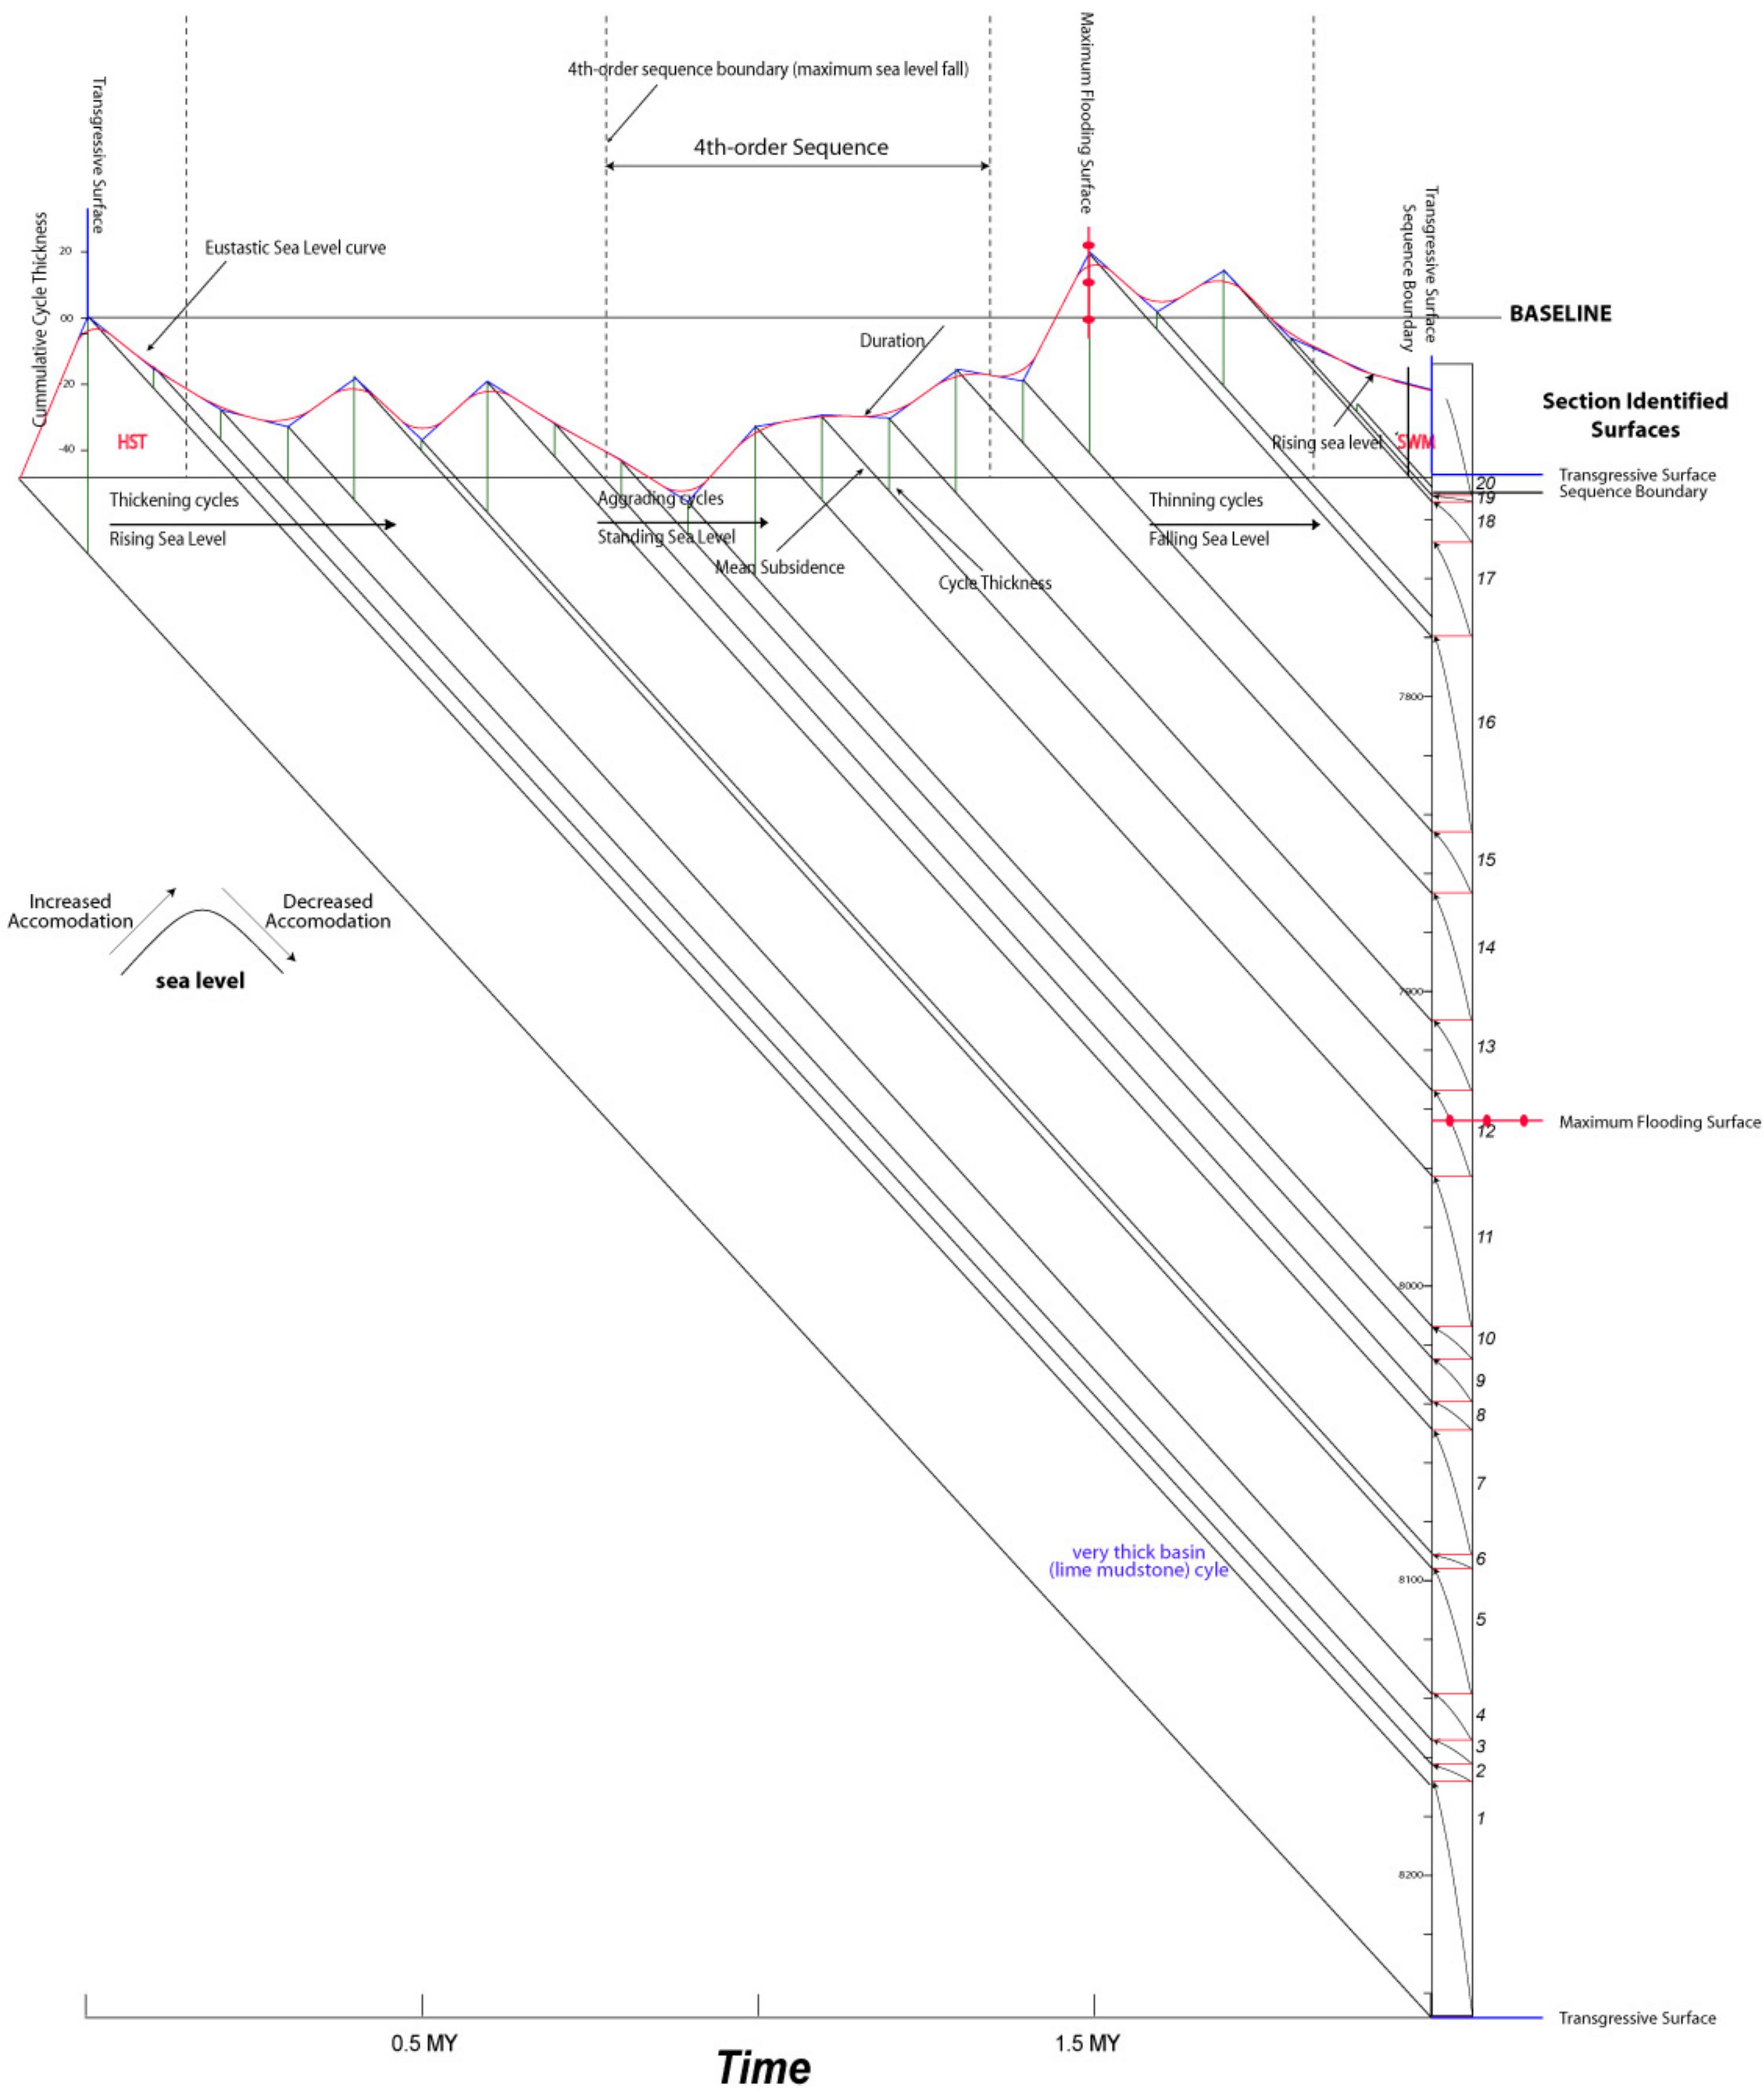 4th-order sequence boundary (maximum sea level fall)
4th-order Sequence
Transgressive Surface
Maximum Flooding Surface
Cummulative Cycle Thickness
Eustastic Sea Level curve
20
00
-20
-40
Transgressive Surface
Sequence Boundary
BASELINE
Duration
Section Identified
Surfaces
HST
Rising sea level
SWM
Transgressive Surface
Sequence Boundary
Thickening cycles
Rising Sea Level
Aggrading cycles
Standing Sea Level
Mean Subsidence
Cycle Thickness
Thinning cycles
Falling Sea Level
20
19
18
17
7800
16
15
Increased
Accomodation
Decreased
Accomodation
sea level
14
7900
13
Maximum Flooding Surface
12
11
8000
10
9
8
7
very thick basin
(lime mudstone) cyle
6
8100
5
4
3
2
1
8200
Transgressive Surface
0.5 MY
1.5 MY
Time